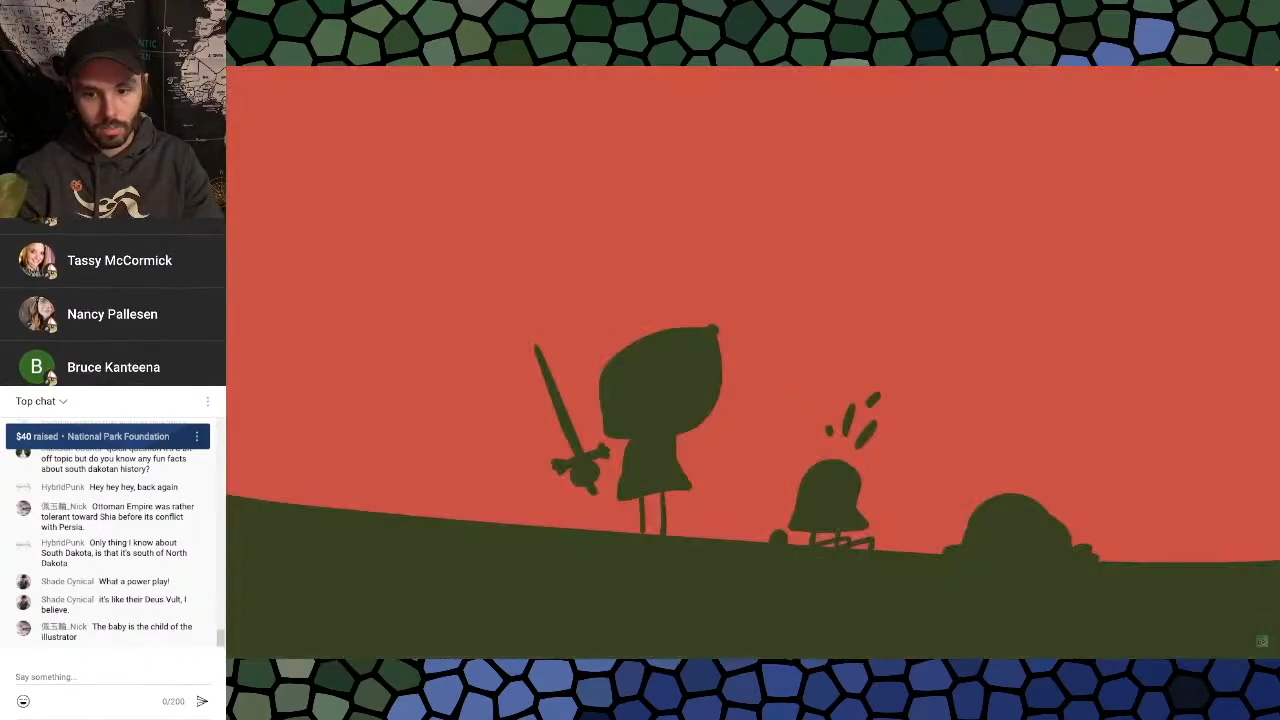 USA
NTIC
Tassy McCormick
Nancy Pallesen
B
Bruce Kanteena
Top chat
$40 raised • National Park Foundation
off topic but do you know any fun facts
about south dakotan history?
HybridPunk Hey hey hey, back again
_Nick Ottoman Empire was rather
tolerant toward Shia before its conflict
with Persia.
HybridPunk Only thing I know about
South Dakota, is that it's south of North
Dakota
Shade Cynical What a power play!
Shade Cynical it's like their Deus Vult, I
believe.
_Nick The baby is the child of the
illustrator
Say something...
0/200